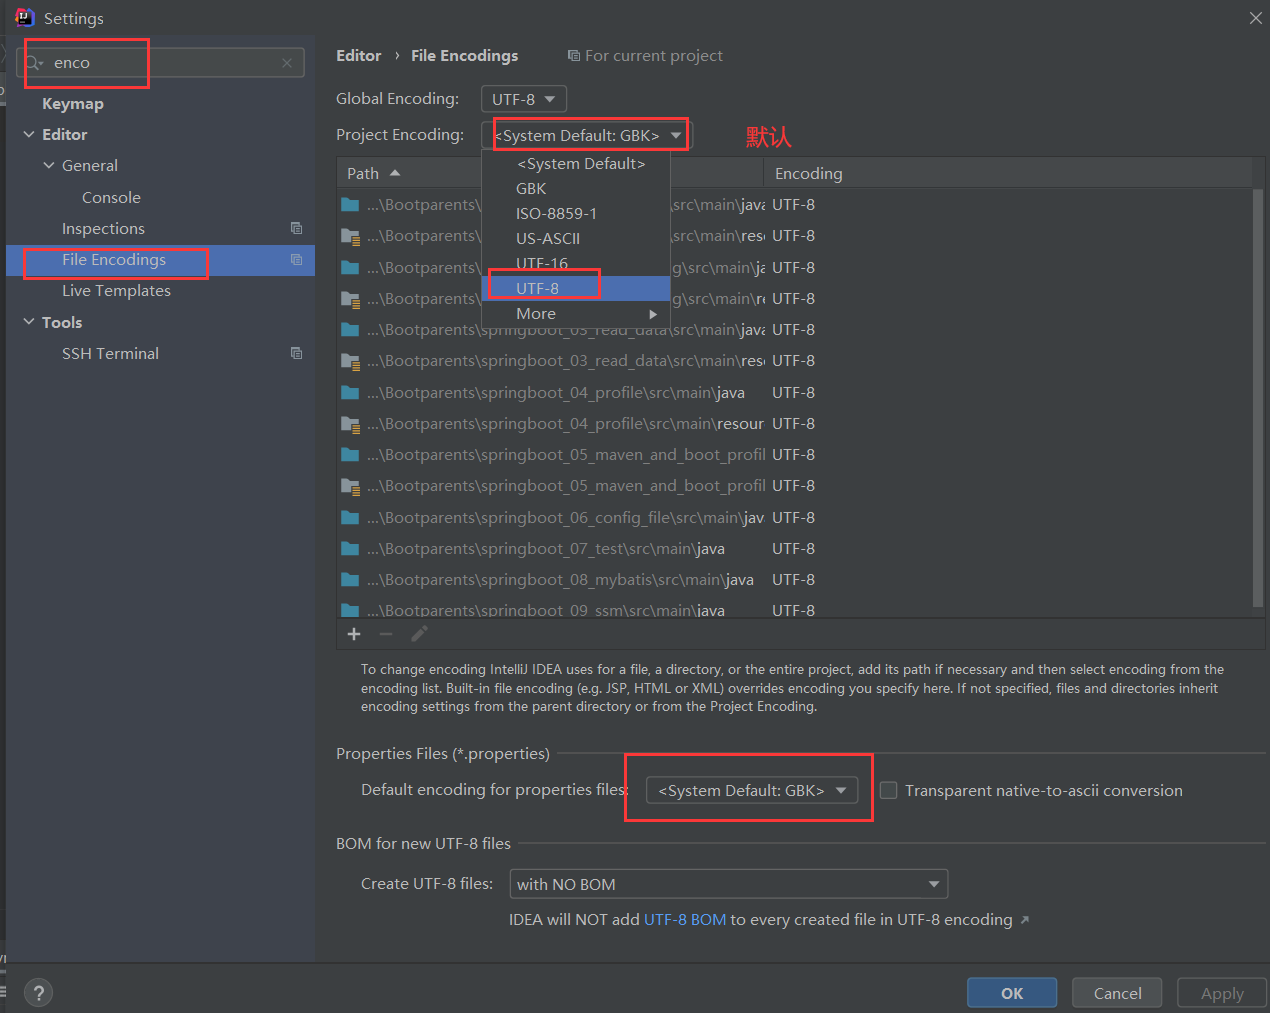 Settings
enco
Keymap
Editor
General
Console
Inspections
File Encodings
Live Templates
Tools
SSH Terminal
Editor › File Encodings For current project
Global Encoding: UTF-8
Project Encoding: <System Default: GBK> 默认
<System Default>
GBK
ISO-8859-1
US-ASCII
UTF-16
UTF-8
More
Path Encoding
...\Bootparents\ src\main\java UTF-8
...\Bootparents\ src\main\reso UTF-8
...\Bootparents\ g\src\main\ja UTF-8
...\Bootparents\ g\src\main\re UTF-8
...\Bootparents\springboot_03_read_data\src\main\java UTF-8
...\Bootparents\springboot_03_read_data\src\main\reso UTF-8
...\Bootparents\springboot_04_profile\src\main\java UTF-8
...\Bootparents\springboot_04_profile\src\main\resour UTF-8
...\Bootparents\springboot_05_maven_and_boot_profil UTF-8
...\Bootparents\springboot_05_maven_and_boot_profil UTF-8
...\Bootparents\springboot_06_config_file\src\main\jav UTF-8
...\Bootparents\springboot_07_test\src\main\java UTF-8
...\Bootparents\springboot_08_mybatis\src\main\java UTF-8
...\Bootparents\springboot_09_ssm\src\main\java UTF-8
To change encoding IntelliJ IDEA uses for a file, a directory, or the entire project, add its path if necessary and then select encoding from the
encoding list. Built-in file encoding (e.g. JSP, HTML or XML) overrides encoding you specify here. If not specified, files and directories inherit
encoding settings from the parent directory or from the Project Encoding.
Properties Files (*.properties)
Default encoding for properties files: <System Default: GBK> Transparent native-to-ascii conversion
BOM for new UTF-8 files
Create UTF-8 files: with NO BOM
IDEA will NOT add UTF-8 BOM to every created file in UTF-8 encoding ↗
? OK Cancel Apply